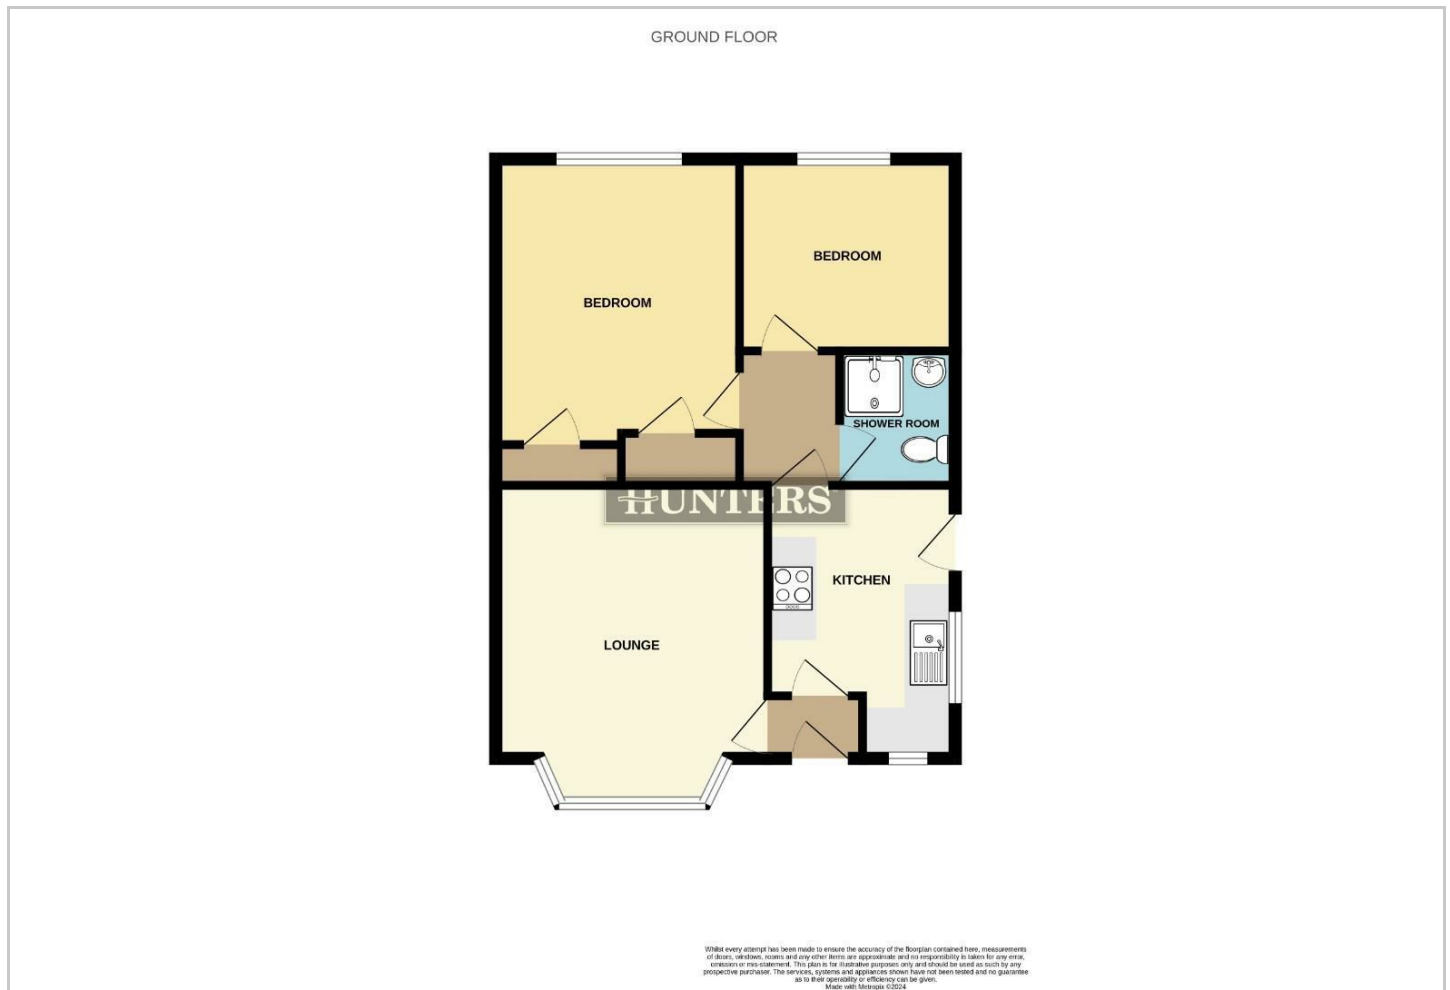 GROUND FLOOR
BEDROOM
BEDROOM
SHOWER ROOM
HUNTERS
KITCHEN
LOUNGE
Whilst every attempt has been made to ensure the accuracy of the floorplan contained here, measurements
of doors, windows, rooms and any other items are approximate and no responsibility is taken for any error,
omission or mis-statement. This plan is for illustrative purposes only and should be used as such by any
prospective purchaser. The services, systems and appliances shown have not been tested and no guarantee
as to their operability or efficiency can be given.
Made with Metropix ©2024